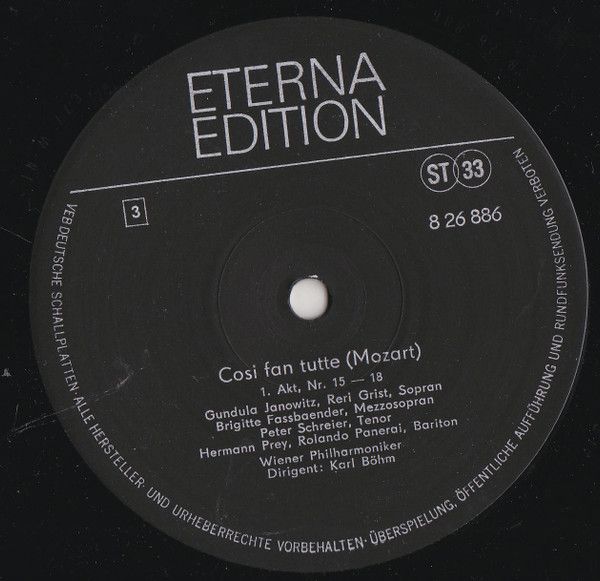 ETERNA
EDITION
ST 33
3
8 26 886
Cosi fan tutte (Mozart)
1. Akt, Nr. 15 — 18
Gundula Janowitz, Reri Grist, Sopran
Brigitte Fassbaender, Mezzosopran
Peter Schreier, Tenor
Hermann Prey, Rolando Panerai, Bariton
Wiener Philharmoniker
Dirigent: Karl Böhm
VEB DEUTSCHE SCHALLPLATTEN · ALLE HERSTELLER- UND URHEBERRECHTE VORBEHALTEN · ÜBERSPIELUNG, ÖFFENTLICHE AUFFÜHRUNG UND RUNDFUNKSENDUNG VERBOTEN